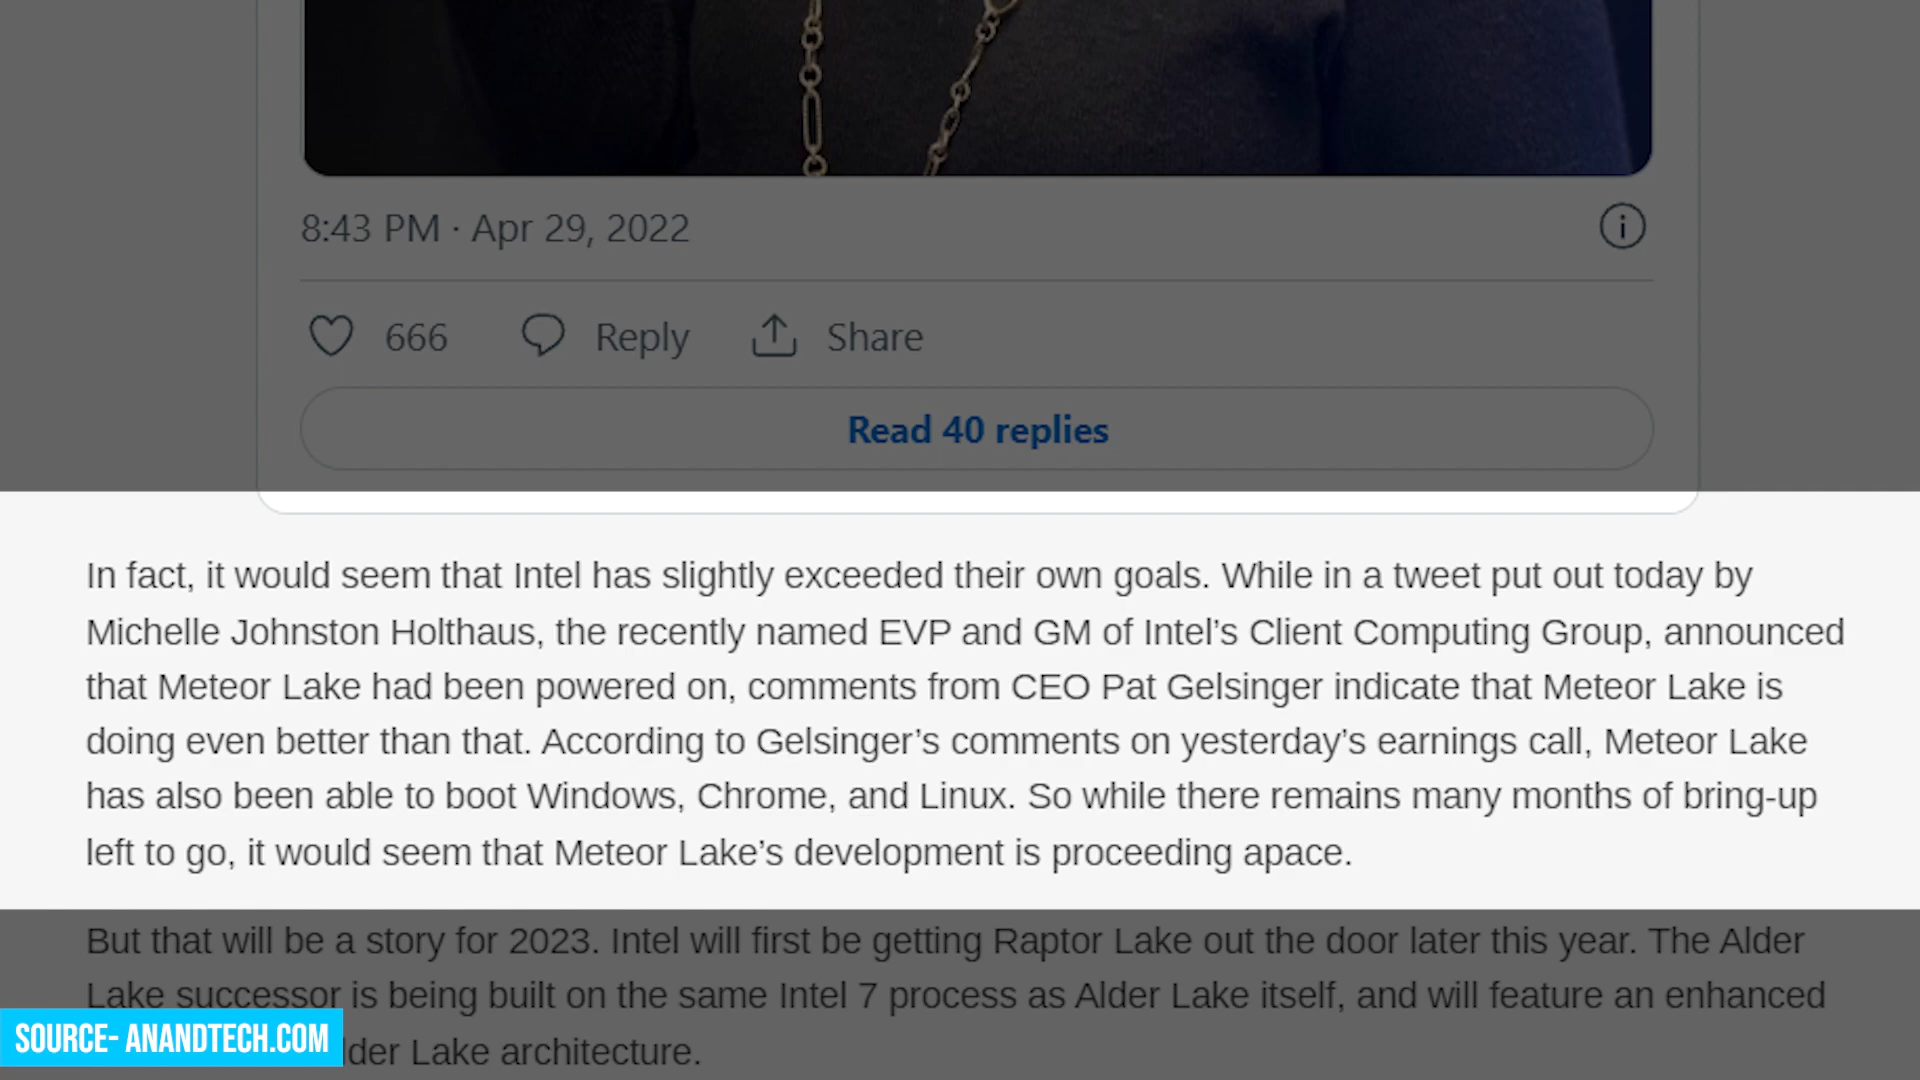 8:43 PM · Apr 29, 2022
666 Reply Share
Read 40 replies
In fact, it would seem that Intel has slightly exceeded their own goals. While in a tweet put out today by
Michelle Johnston Holthaus, the recently named EVP and GM of Intel’s Client Computing Group, announced
that Meteor Lake had been powered on, comments from CEO Pat Gelsinger indicate that Meteor Lake is
doing even better than that. According to Gelsinger’s comments on yesterday’s earnings call, Meteor Lake
has also been able to boot Windows, Chrome, and Linux. So while there remains many months of bring-up
left to go, it would seem that Meteor Lake’s development is proceeding apace.
But that will be a story for 2023. Intel will first be getting Raptor Lake out the door later this year. The Alder
Lake successor is being built on the same Intel 7 process as Alder Lake itself, and will feature an enhanced
Lake architecture.
SOURCE- ANANDTECH.COM